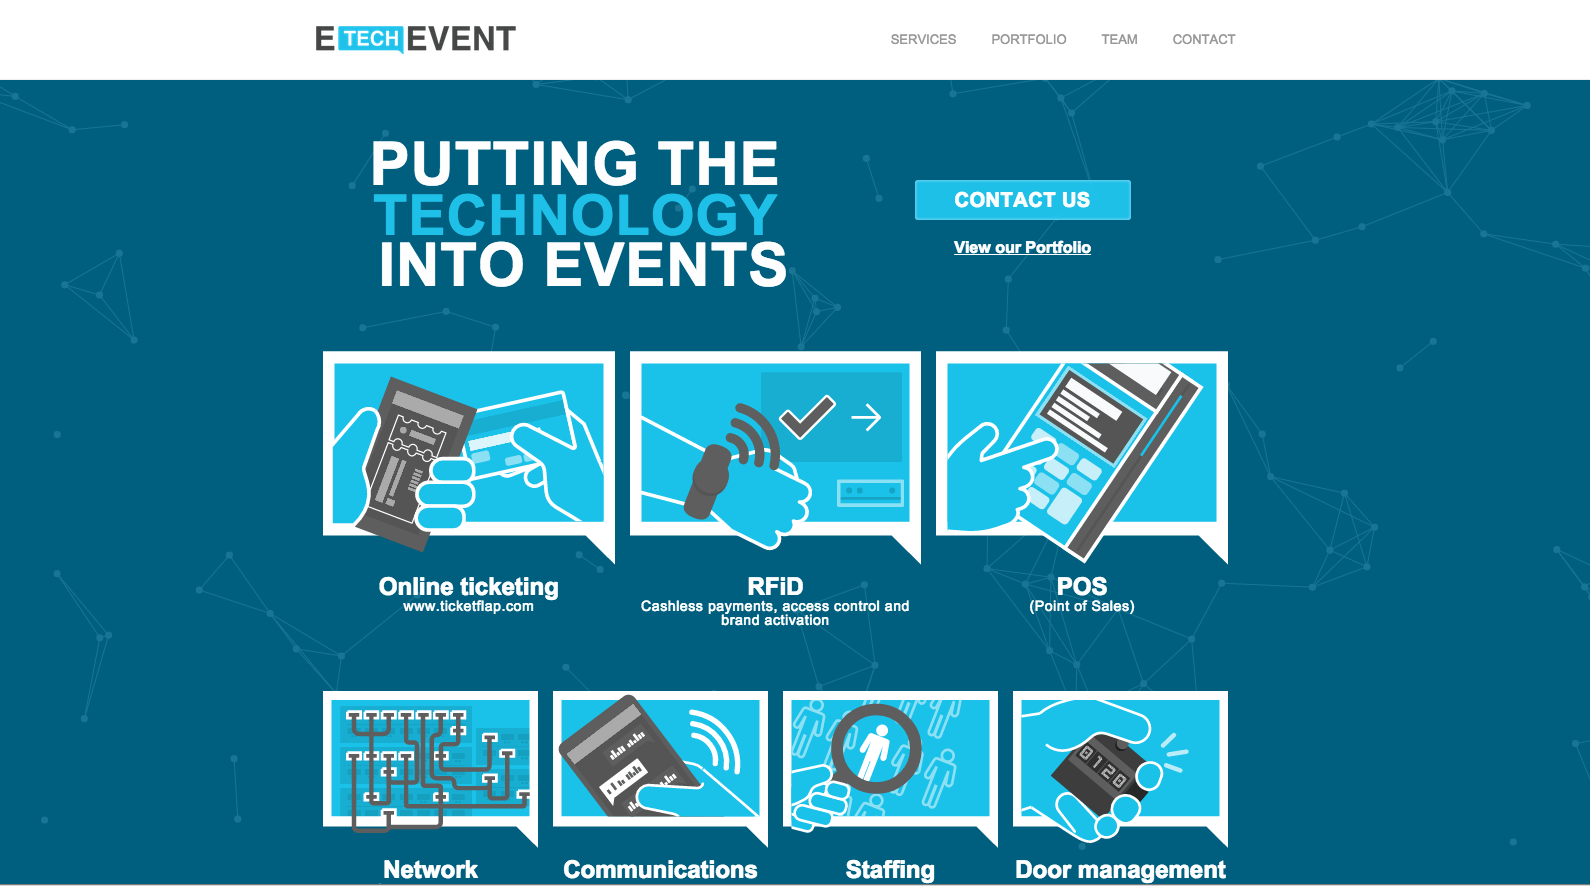 E TECH EVENT
SERVICES PORTFOLIO TEAM CONTACT
PUTTING THE
TECHNOLOGY
INTO EVENTS
CONTACT US
View our Portfolio
Online ticketing
www.ticketflap.com
RFiD
Cashless payments, access control and
brand activation
POS
(Point of Sales)
0120
Network
Communications
Staffing
Door management